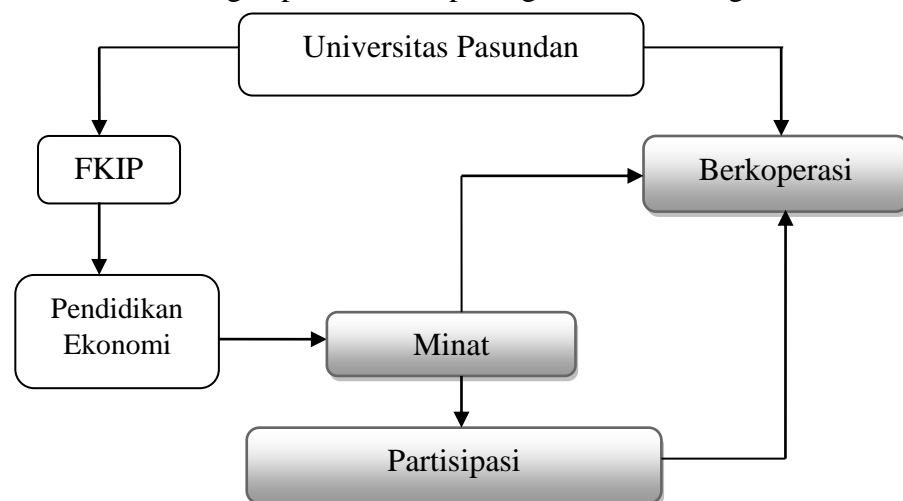 Universitas Pasundan
FKIP
Berkoperasi
Pendidikan
Ekonomi
Minat
Partisipasi